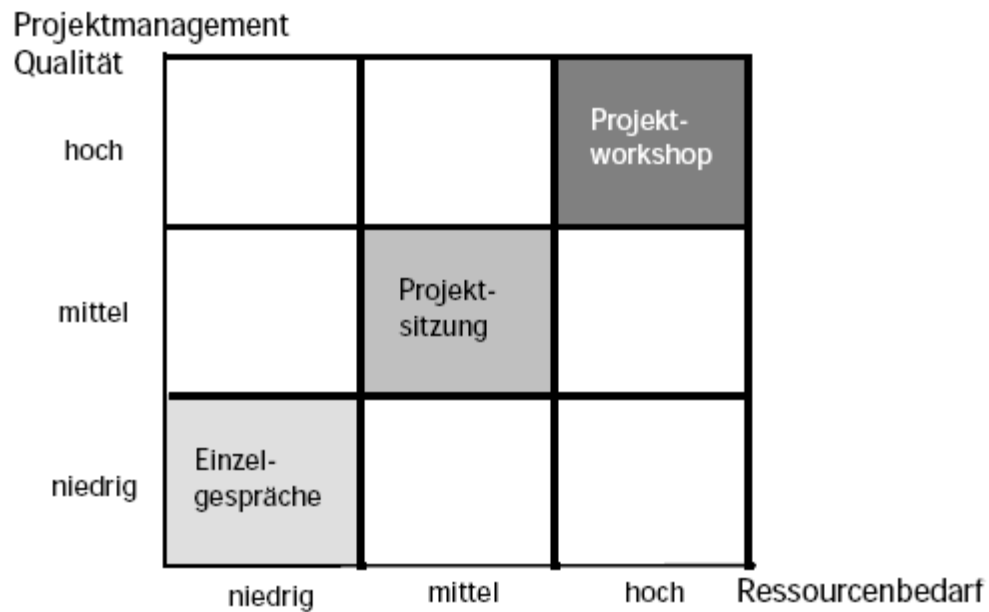 Projektmanagement
Qualität
hoch
Projekt-
workshop
mittel
Projekt-
sitzung
niedrig
Einzel-
gespräche
niedrig
mittel
hoch
Ressourcenbedarf